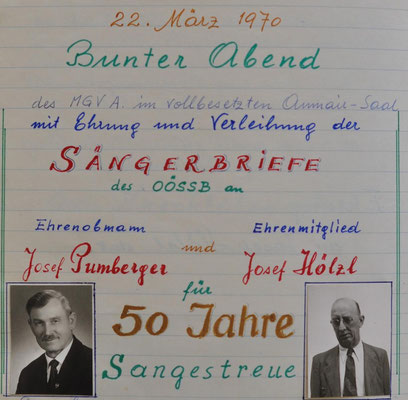 22. März 1970
Bunter Abend
des MGV A. im vollbesetzten Anmair-Saal
mit Ehrung und Verleihung der
SÄNGERBRIEFE
des OÖSSB an
Ehrenobmann
Ehrenmitglied
Josef Pumberger
und
Josef Hölzl
für
50 Jahre
Sangestreue